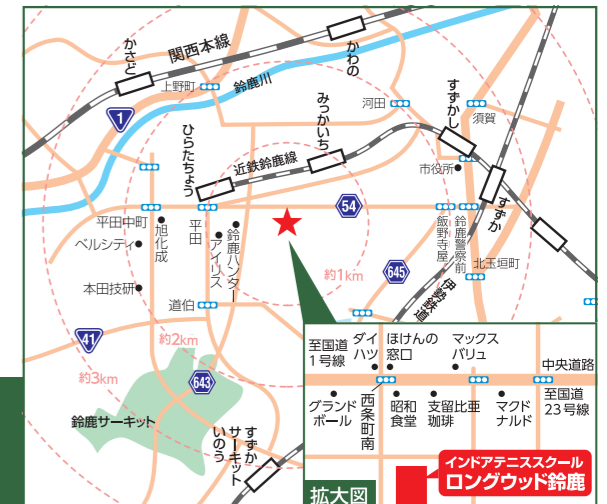 関西本線
かさど
かわの
上野町
鈴鹿川
1
河田
すずかし
須賀
みっかいち
ひらたちょう
近鉄鈴鹿線
市役所
54
平田中町
旭化成
平田
アイリス
鈴鹿ハンター
ベルシティ
本田技研
飯野寺屋
鈴鹿警察前
すずか
645
北玉垣町
伊勢鉄道
約1km
道伯
41
約2km
約3km
643
鈴鹿サーキット
すずか
サーキット
いのう
至国道
1号線
ダイ
ハツ
ほけんの
窓口
マックス
バリュ
中央道路
グランド
ボール
西条町南
昭和
食堂
支留比亜
珈琲
マクド
ナルド
至国道
23号線
拡大図
インドアテニススクール
ロングウッド鈴鹿